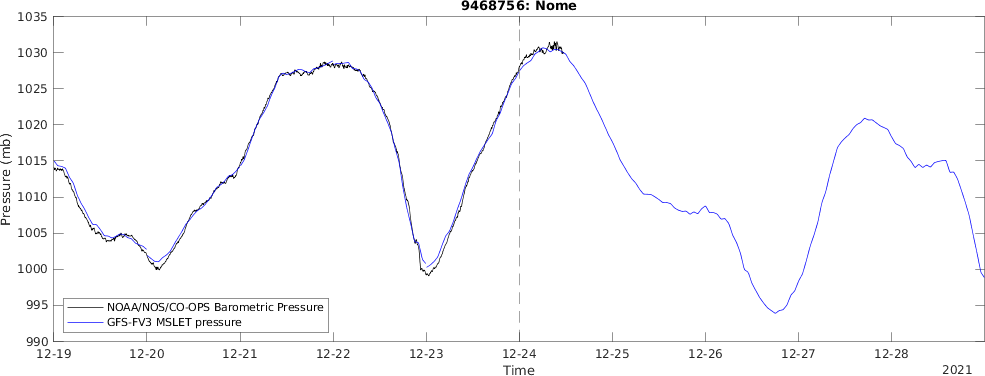 9468756: Nome
Pressure (mb)
1035
1030
1025
1020
1015
1010
1005
1000
995
990
NOAA/NOS/CO-OPS Barometric Pressure
GFS-FV3 MSLET pressure
12-19 12-20 12-21 12-22 12-23 12-24 12-25 12-26 12-27 12-28
Time
2021